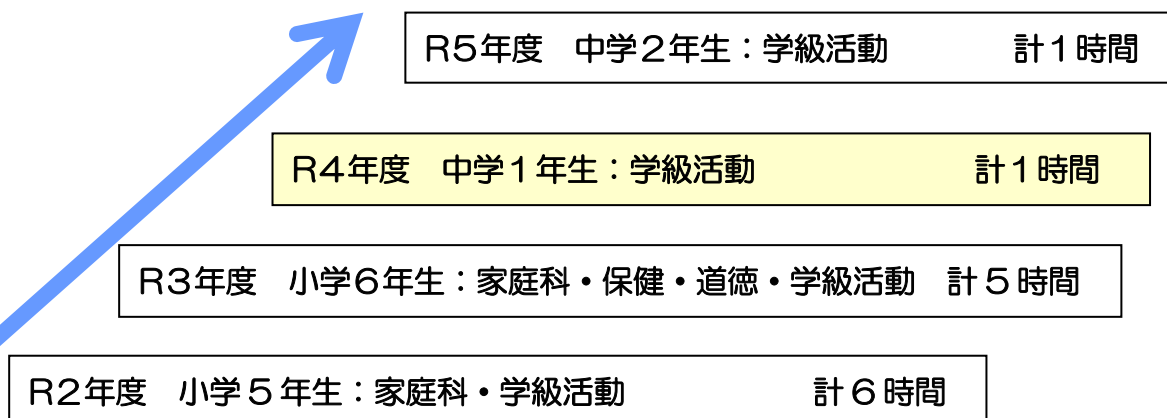 R5年度　中学2年生：学級活動　　　　計1時間
R4年度　中学1年生：学級活動　　　　　　　計1時間
R3年度　小学6年生：家庭科・保健・道徳・学級活動　計5時間
R2年度　小学5年生：家庭科・学級活動　　　　　　計6時間